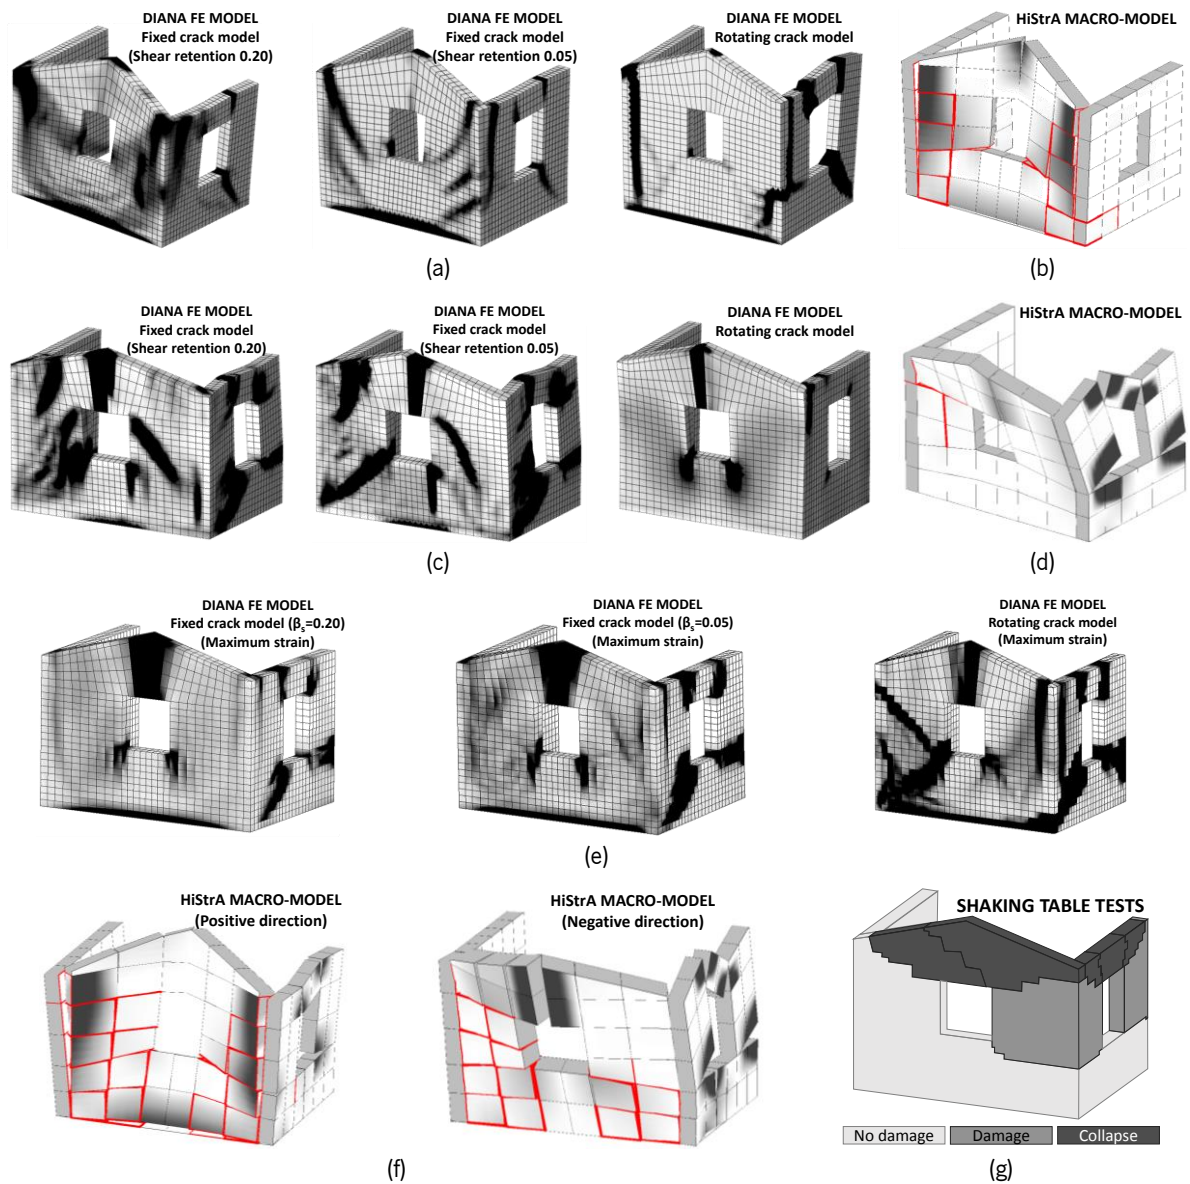 DIANA FE MODEL
Fixed crack model
(Shear retention 0.20)
DIANA FE MODEL
Fixed crack model
(Shear retention 0.05)
DIANA FE MODEL
Rotating crack model
HiStrA MACRO-MODEL
(a)
(b)
DIANA FE MODEL
Fixed crack model
(Shear retention 0.20)
DIANA FE MODEL
Fixed crack model
(Shear retention 0.05)
DIANA FE MODEL
Rotating crack model
HiStrA MACRO-MODEL
(c)
(d)
DIANA FE MODEL
Fixed crack model (βs=0.20)
(Maximum strain)
DIANA FE MODEL
Fixed crack model (βs=0.05)
(Maximum strain)
DIANA FE MODEL
Rotating crack model
(Maximum strain)
(e)
HiStrA MACRO-MODEL
(Positive direction)
HiStrA MACRO-MODEL
(Negative direction)
SHAKING TABLE TESTS
No damage
Damage
Collapse
(f)
(g)